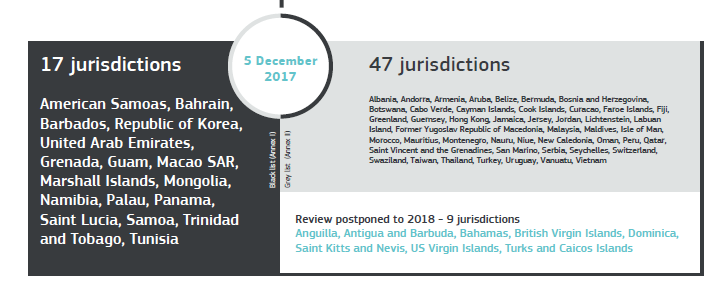 17 jurisdictions
American Samoas, Bahrain,
Barbados, Republic of Korea,
United Arab Emirates,
Grenada, Guam, Macao SAR,
Marshall Islands, Mongolia,
Namibia, Palau, Panama,
Saint Lucia, Samoa, Trinidad
and Tobago, Tunisia
5 December
2017
Black list (Annex I)
Grey list (Annex II)
47 jurisdictions
Albania, Andorra, Armenia, Aruba, Belize, Bermuda, Bosnia and Herzegovina,
Botswana, Cabo Verde, Cayman Islands, Cook Islands, Curacao, Faroe Islands, Fiji,
Greenland, Guernsey, Hong Kong, Jamaica, Jersey, Jordan, Lichtenstein, Labuan
Island, Former Yugoslav Republic of Macedonia, Malaysia, Maldives, Isle of Man,
Morocco, Mauritius, Montenegro, Nauru, Niue, New Caledonia, Oman, Peru, Qatar,
Saint Vincent and the Grenadines, San Marino, Serbia, Seychelles, Switzerland,
Swaziland, Taiwan, Thailand, Turkey, Uruguay, Vanuatu, Vietnam
Review postponed to 2018 - 9 jurisdictions
Anguilla, Antigua and Barbuda, Bahamas, British Virgin Islands, Dominica,
Saint Kitts and Nevis, US Virgin Islands, Turks and Caicos Islands